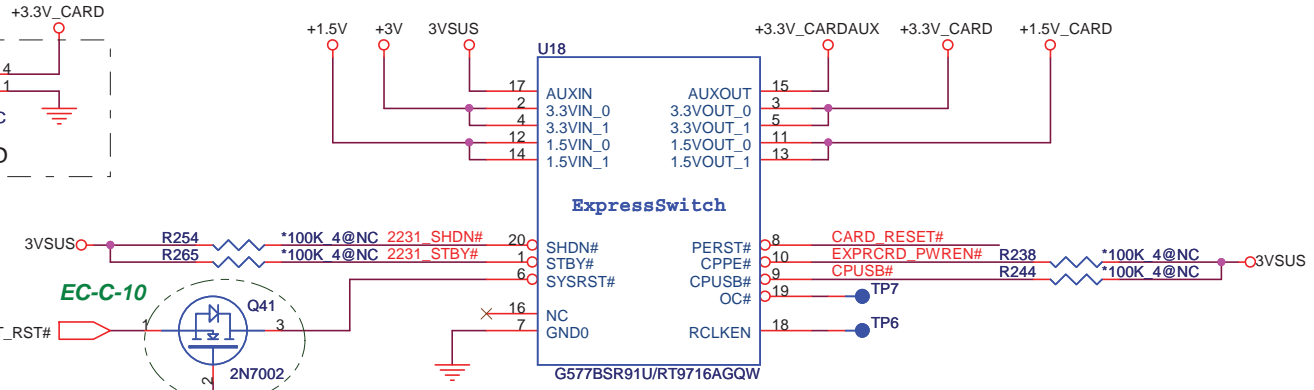 +3.3V_CARD
4
1
C
+1.5V +3V 3VSUS
U18
+3.3V_CARDAUX +3.3V_CARD +1.5V_CARD
17 AUXIN AUXOUT 15
2 3.3VIN_0 3.3VOUT_0 3
4 3.3VIN_1 3.3VOUT_1 5
12 1.5VIN_0 1.5VOUT_0 11
14 1.5VIN_1 1.5VOUT_1 13
ExpressSwitch
3VSUS R254 *100K_4@NC 2231_SHDN# 20 SHDN# PERST# 8 CARD_RESET#
R265 *100K_4@NC 2231_STBY# 1 STBY# CPPE# 10 EXPRCRD_PWREN# R238 *100K_4@NC 3VSUS
6 SYSRST# CPUSB# 9 CPUSB# R244 *100K_4@NC
OC# 19 TP7
EC-C-10
Q41
16 NC
7 GND0 RCLKEN 18 TP6
T_RST# 1 3
2
2N7002
G577BSR91U/RT9716AGQW